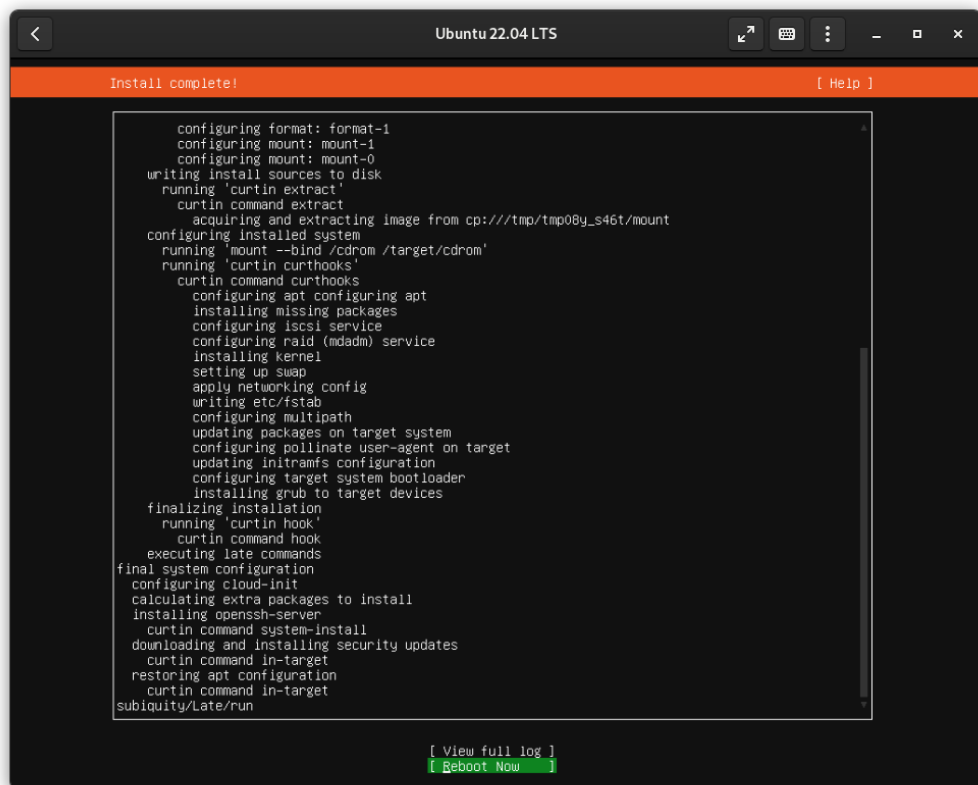 Ubuntu 22.04 LTS
Install complete!
[ Help ]
configuring format: format-1
configuring mount: mount-1
configuring mount: mount-0
writing install sources to disk
running 'curtin extract'
curtin command extract
acquiring and extracting image from cp:///tmp/tmp08y_s46t/mount
configuring installed system
running 'mount --bind /cdrom /target/cdrom'
running 'curtin curthooks'
curtin command curthooks
configuring apt configuring apt
installing missing packages
configuring iscsi service
configuring raid (mdadm) service
installing kernel
setting up swap
apply networking config
writing etc/fstab
configuring multipath
updating packages on target system
configuring pollinate user-agent on target
updating initramfs configuration
configuring target system bootloader
installing grub to target devices
finalizing installation
running 'curtin hook'
curtin command hook
executing late commands
final system configuration
configuring cloud-init
calculating extra packages to install
installing openssh-server
curtin command system-install
downloading and installing security updates
curtin command in-target
restoring apt configuration
curtin command in-target
subiquity/Late/run
[ View full log ]
[ Reboot Now ]